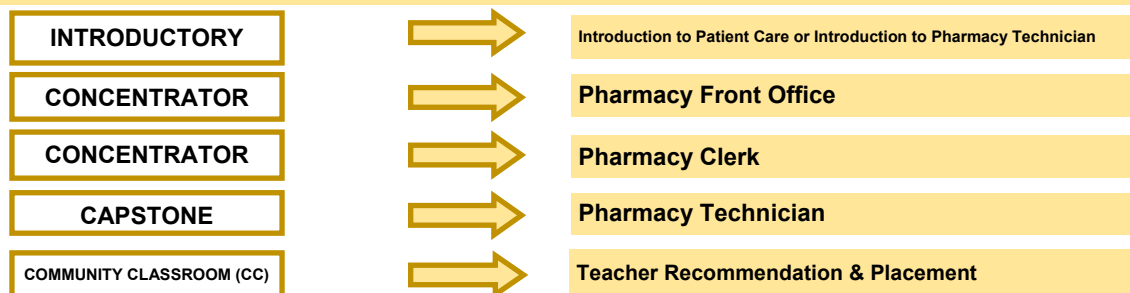 INTRODUCTORY
Introduction to Patient Care or Introduction to Pharmacy Technician
CONCENTRATOR
Pharmacy Front Office
CONCENTRATOR
Pharmacy Clerk
CAPSTONE
Pharmacy Technician
COMMUNITY CLASSROOM (CC)
Teacher Recommendation & Placement